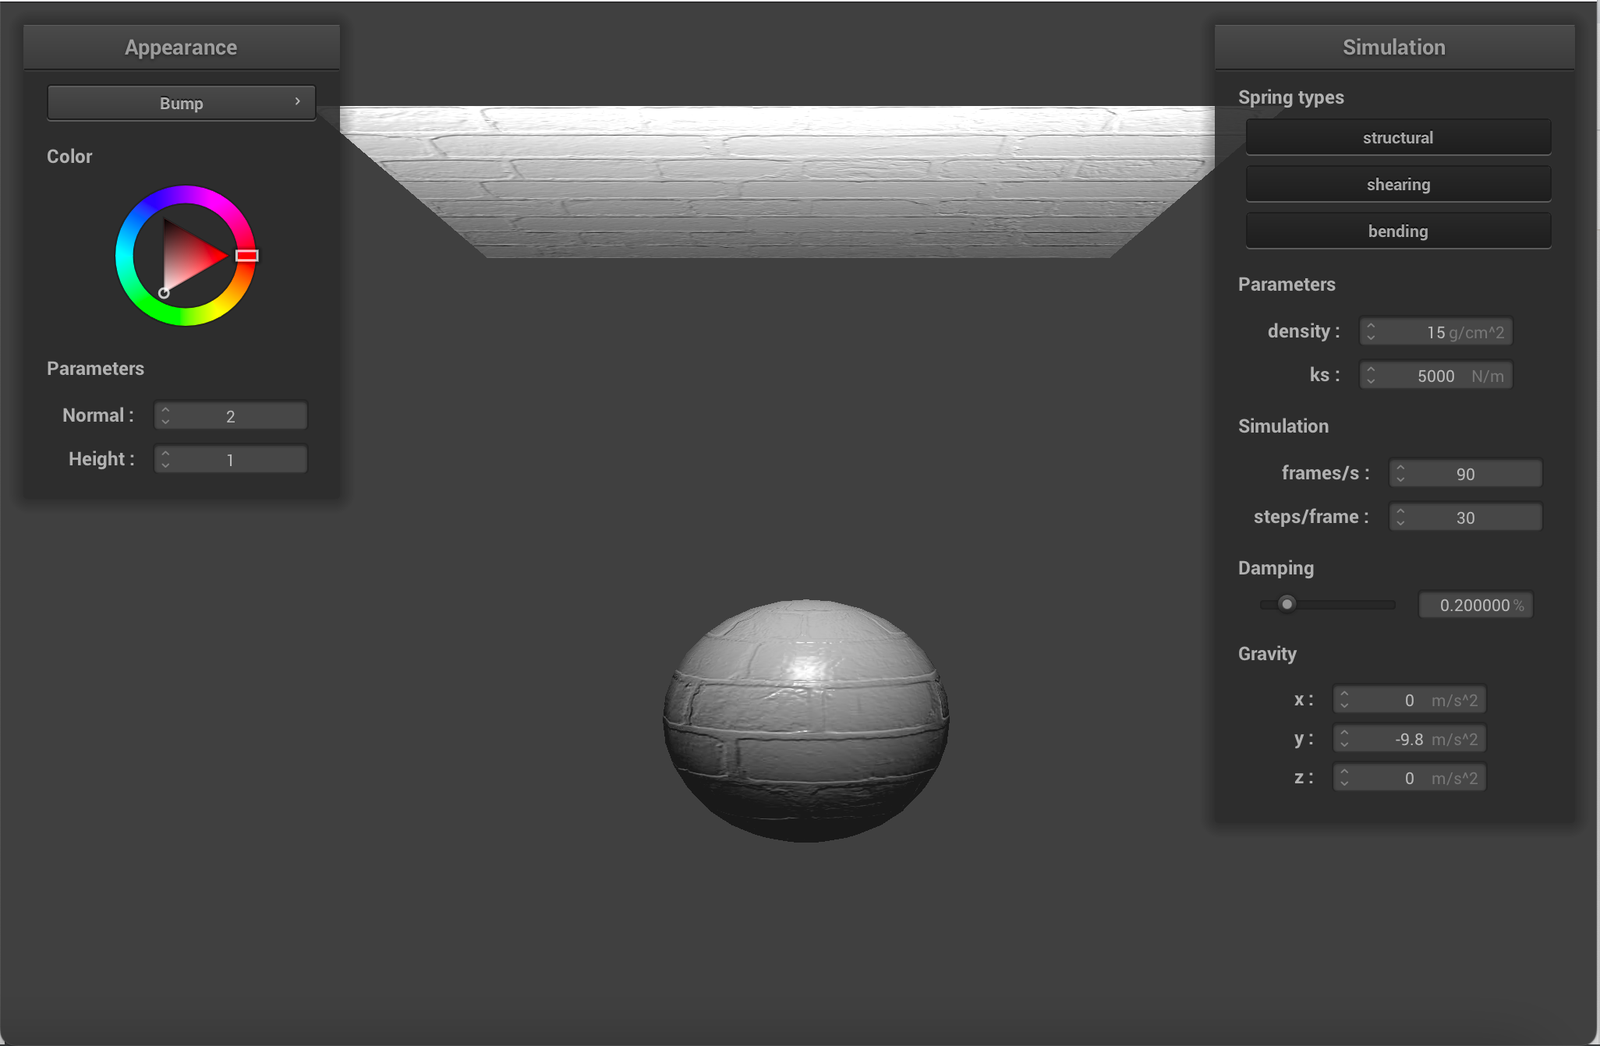 Appearance
Bump
Color
Parameters
Normal : 2
Height : 1
Simulation
Spring types
structural
shearing
bending
Parameters
density : 15 g/cm^2
ks : 5000 N/m
Simulation
frames/s : 90
steps/frame : 30
Damping
0.200000 %
Gravity
x : 0 m/s^2
y : -9.8 m/s^2
z : 0 m/s^2